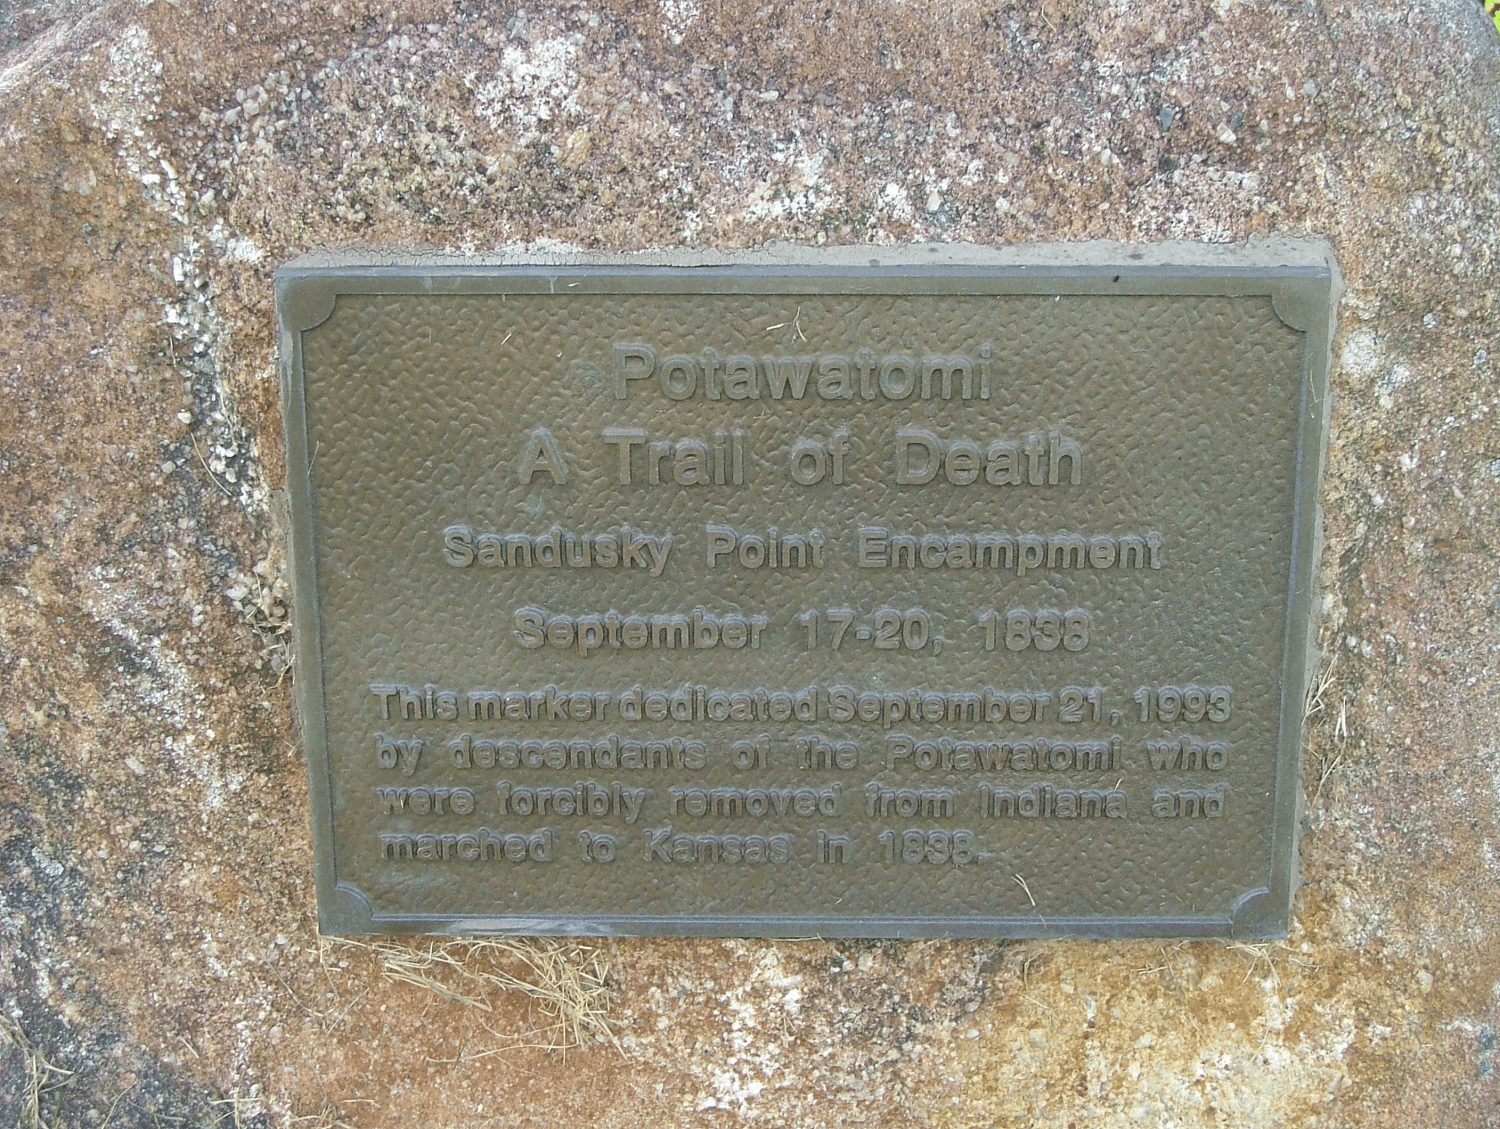 Potawatomi
A Trail of Death
Sandusky Point Encampment
September 17-20, 1838
This marker dedicated September 21, 1993
by descendants of the Potawatomi who
were forcibly removed from Indiana and
marched to Kansas in 1838.